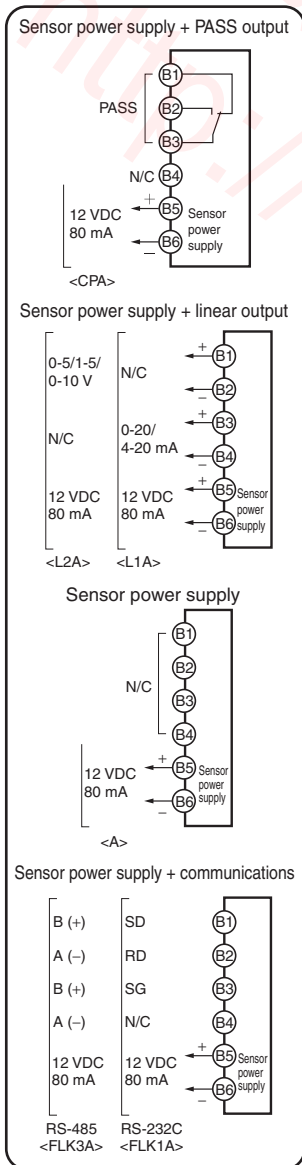 http://
Sensor power supply + PASS output
B1
PASS
B2
B3
N/C
B4
+
12 VDC
80 mA
B5
Sensor
power
supply
B6
−
<CPA>
Sensor power supply + linear output
0-5/1-5/
0-10 V
N/C
+
B1
−
B2
N/C
0-20/
4-20 mA
+
B3
−
B4
12 VDC
80 mA
12 VDC
80 mA
+
B5
Sensor
power
supply
−
B6
<L2A>
<L1A>
Sensor power supply
B1
N/C
B2
B3
B4
12 VDC
80 mA
+
B5
Sensor
power
supply
−
B6
<A>
Sensor power supply + communications
B (+)
SD
B1
A (−)
RD
B2
B (+)
SG
B3
A (−)
N/C
B4
12 VDC
80 mA
12 VDC
80 mA
+
B5
Sensor
power
supply
−
B6
RS-485
<FLK3A>
RS-232C
<FLK1A>